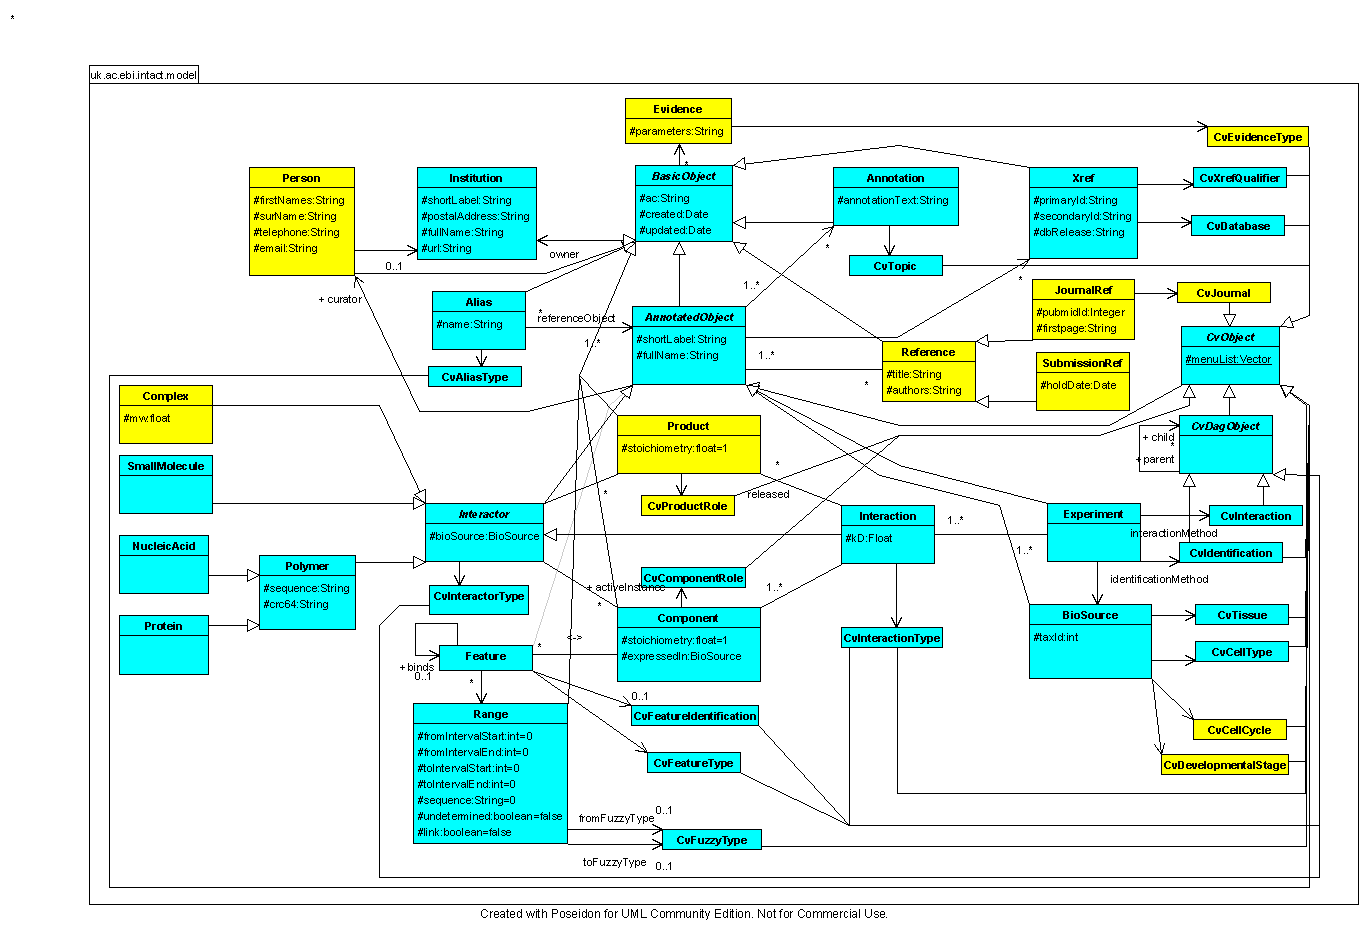 *
uk.ac.ebi.intact.model
Evidence
#parameters:String
CvEvidenceType
*
Person
#firstNames:String
#surName:String
#telephone:String
#email:String
Institution
#shortLabel:String
#postalAddress:String
#fullName:String
#url:String
BasicObject
#ac:String
#created:Date
#updated:Date
Annotation
#annotationText:String
Xref
#primaryId:String
#secondaryId:String
#dbRelease:String
CvXrefQualifier
CvDatabase
owner
0..1
*
CvTopic
+ curator
1..*
*
Alias
#name:String
*
referenceObject
1..*
AnnotatedObject
#shortLabel:String
#fullName:String
JournalRef
#pubmidId:Integer
#firstpage:String
CvJournal
CvObject
#menuList:Vector
Reference
#title:String
#authors:String
1..*
*
SubmissionRef
#holdDate:Date
CvAliasType
Complex
#mw:float
Product
#stoichiometry:float=1
CvDagObject
+ child
*
+ parent
SmallMolecule
*
*
released
CvProductRole
Interactor
#bioSource:BioSource
Interaction
#kD:Float
1..*
Experiment
CvInteraction
interactionMethod
NucleicAcid
Polymer
#sequence:String
#crc64:String
1..*
CvIdentification
identificationMethod
CvComponentRole
+ activeInstance
1..*
CvInteractorType
*
Protein
Component
#stoichiometry:float=1
#expressedIn:BioSource
BioSource
#taxId:int
CvTissue
<->
CvInteractionType
*
Feature
+ binds
0..1
*
CvCellType
0..1
Range
#fromIntervalStart:int=0
#fromIntervalEnd:int=0
#toIntervalStart:int=0
#toIntervalEnd:int=0
#sequence:String=0
#undetermined:boolean=false
#link:boolean=false
CvFeatureIdentification
CvCellCycle
CvFeatureType
CvDevelopmentalStage
0..1
fromFuzzyType
CvFuzzyType
toFuzzyType
0..1
Created with Poseidon for UML Community Edition. Not for Commercial Use.